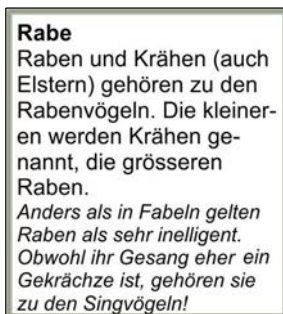 Rabe
Raben und Krähen (auch
Elstern) gehören zu den
Rabenvögeln. Die kleiner-
en werden Krähen ge-
nannt, die grösseren
Raben.
Anders als in Fabeln gelten
Raben als sehr inelligent.
Obwohl ihr Gesang eher ein
Gekrächze ist, gehören sie
zu den Singvögeln!